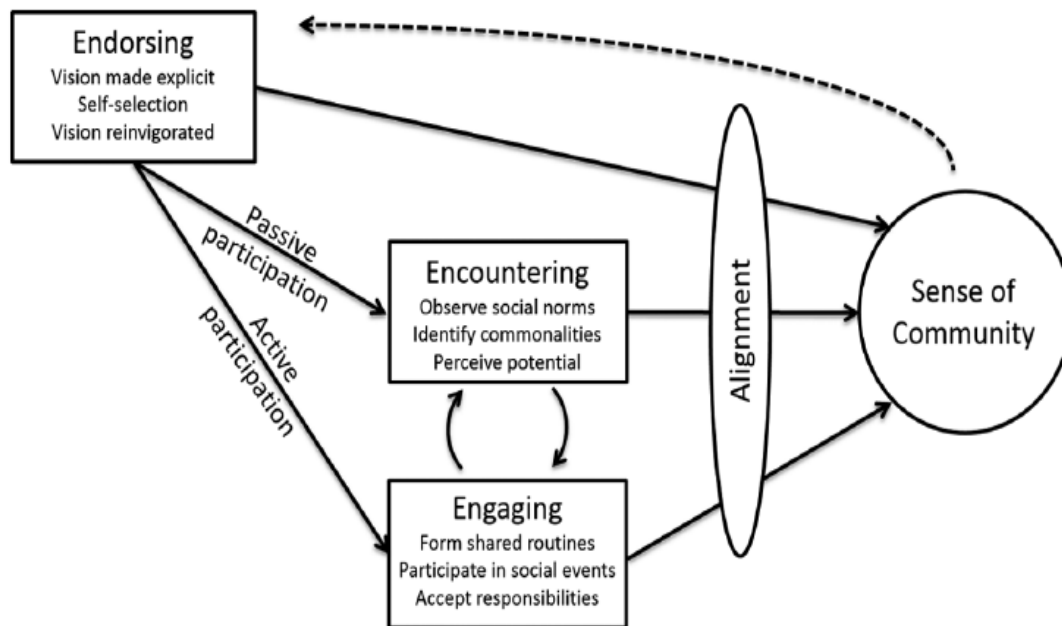 Endorsing
Vision made explicit
Self-selection
Vision reinvigorated
Passive
participation
Active
participation
Encountering
Observe social norms
Identify commonalities
Perceive potential
Engaging
Form shared routines
Participate in social events
Accept responsibilities
Alignment
Sense of
Community